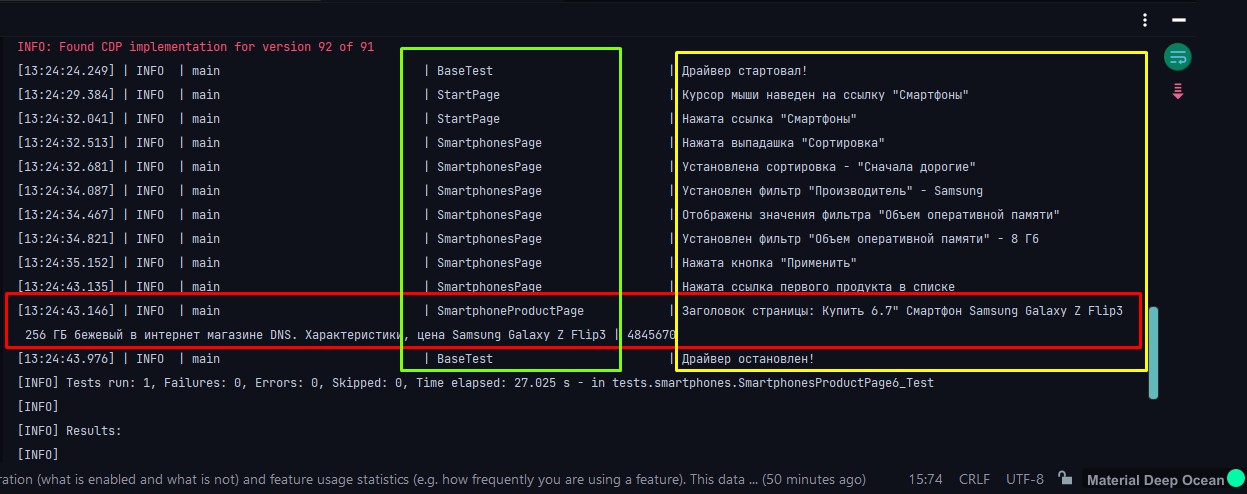 INFO: Found CDP implementation for version 92 of 91
[13:24:24.249] | INFO | main | BaseTest | Драйвер стартовал!
[13:24:29.384] | INFO | main | StartPage | Курсор мыши наведен на ссылку "Смартфоны"
[13:24:32.041] | INFO | main | StartPage | Нажата ссылка "Смартфоны"
[13:24:32.513] | INFO | main | SmartphonesPage | Нажата выпадашка "Сортировка"
[13:24:32.681] | INFO | main | SmartphonesPage | Установлена сортировка - "Сначала дорогие"
[13:24:34.087] | INFO | main | SmartphonesPage | Установлен фильтр "Производитель" - Samsung
[13:24:34.467] | INFO | main | SmartphonesPage | Отображены значения фильтра "Объем оперативной памяти"
[13:24:34.821] | INFO | main | SmartphonesPage | Установлен фильтр "Объем оперативной памяти" - 8 Гб
[13:24:35.152] | INFO | main | SmartphonesPage | Нажата кнопка "Применить"
[13:24:43.135] | INFO | main | SmartphonesPage | Нажата ссылка первого продукта в списке
[13:24:43.146] | INFO | main | SmartphoneProductPage | Заголовок страницы: Купить 6.7" Смартфон Samsung Galaxy Z Flip3
256 ГБ бежевый в интернет магазине DNS. Характеристики, цена Samsung Galaxy Z Flip3 | 4845670
[13:24:43.976] | INFO | main | BaseTest | Драйвер остановлен!
[INFO] Tests run: 1, Failures: 0, Errors: 0, Skipped: 0, Time elapsed: 27.025 s - in tests.smartphones.SmartphonesProductPage6_Test
[INFO]
[INFO] Results:
[INFO]
ration (what is enabled and what is not) and feature usage statistics (e.g. how frequently you are using a feature). This data ... (50 minutes ago) 15:74 CRLF UTF-8 Material Deep Ocean